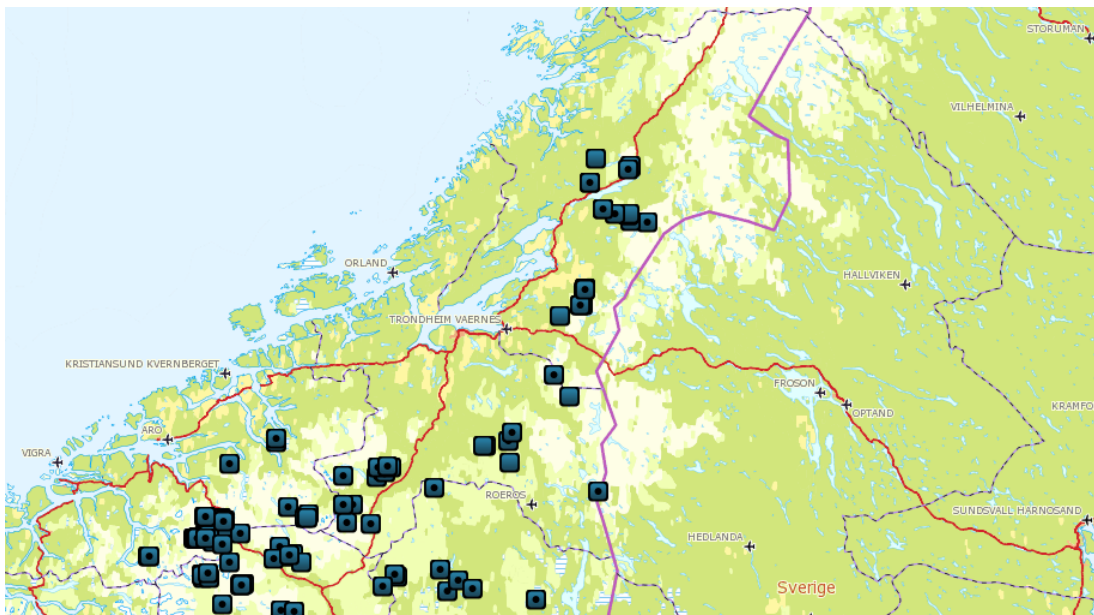 STORUMAN
VILHELMINA
ORLAND
HALLVIKEN
TRONDHEIM VAERNES
KRISTIANSUND KVERNBERGET
FROSON
OPTAND
KRAMFO
ARO
VIGRA
ROEROS
SUNDSVALL HARNOSAND
HEDLANDA
Sverige